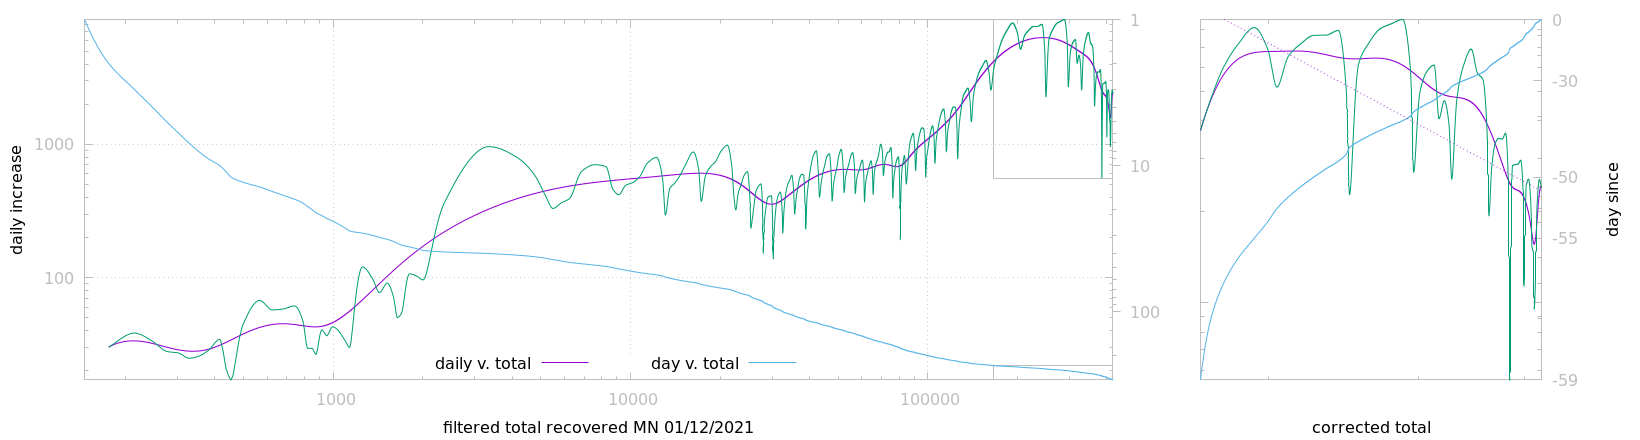 1
0
1000
10
-30
daily increase
-50
day since
100
-55
100
daily v. total
day v. total
-59
1000
10000
100000
filtered total recovered MN 01/12/2021
corrected total